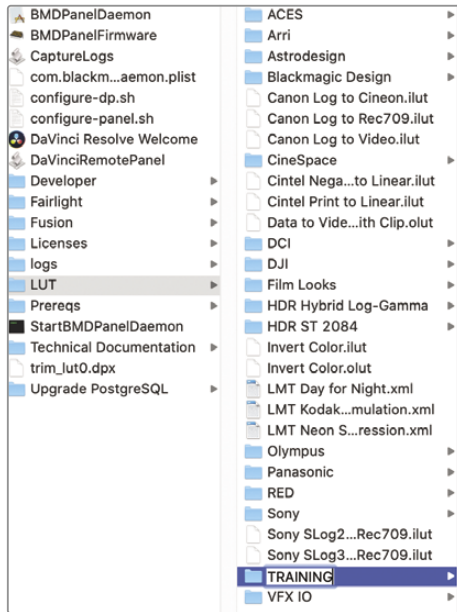 BMDPanelDaemon
BMDPanelFirmware
CaptureLogs
com.blackm...aemon.plist
configure-dp.sh
configure-panel.sh
DaVinci Resolve Welcome
DaVinciRemotePanel
Developer
Fairlight
Fusion
Licenses
logs
LUT
Prereqs
StartBMDPanelDaemon
Technical Documentation
trim_lut0.dpx
Upgrade PostgreSQL
ACES
Arri
Astrodesign
Blackmagic Design
Canon Log to Cineon.ilut
Canon Log to Rec709.ilut
Canon Log to Video.ilut
CineSpace
Cintel Nega...to Linear.ilut
Cintel Print to Linear.ilut
Data to Vide...ith Clip.olut
DCI
DJI
Film Looks
HDR Hybrid Log-Gamma
HDR ST 2084
Invert Color.ilut
Invert Color.olut
LMT Day for Night.xml
LMT Kodak...mulation.xml
LMT Neon S...ression.xml
Olympus
Panasonic
RED
Sony
Sony SLog2...Rec709.ilut
Sony SLog3...Rec709.ilut
TRAINING
VFX IO